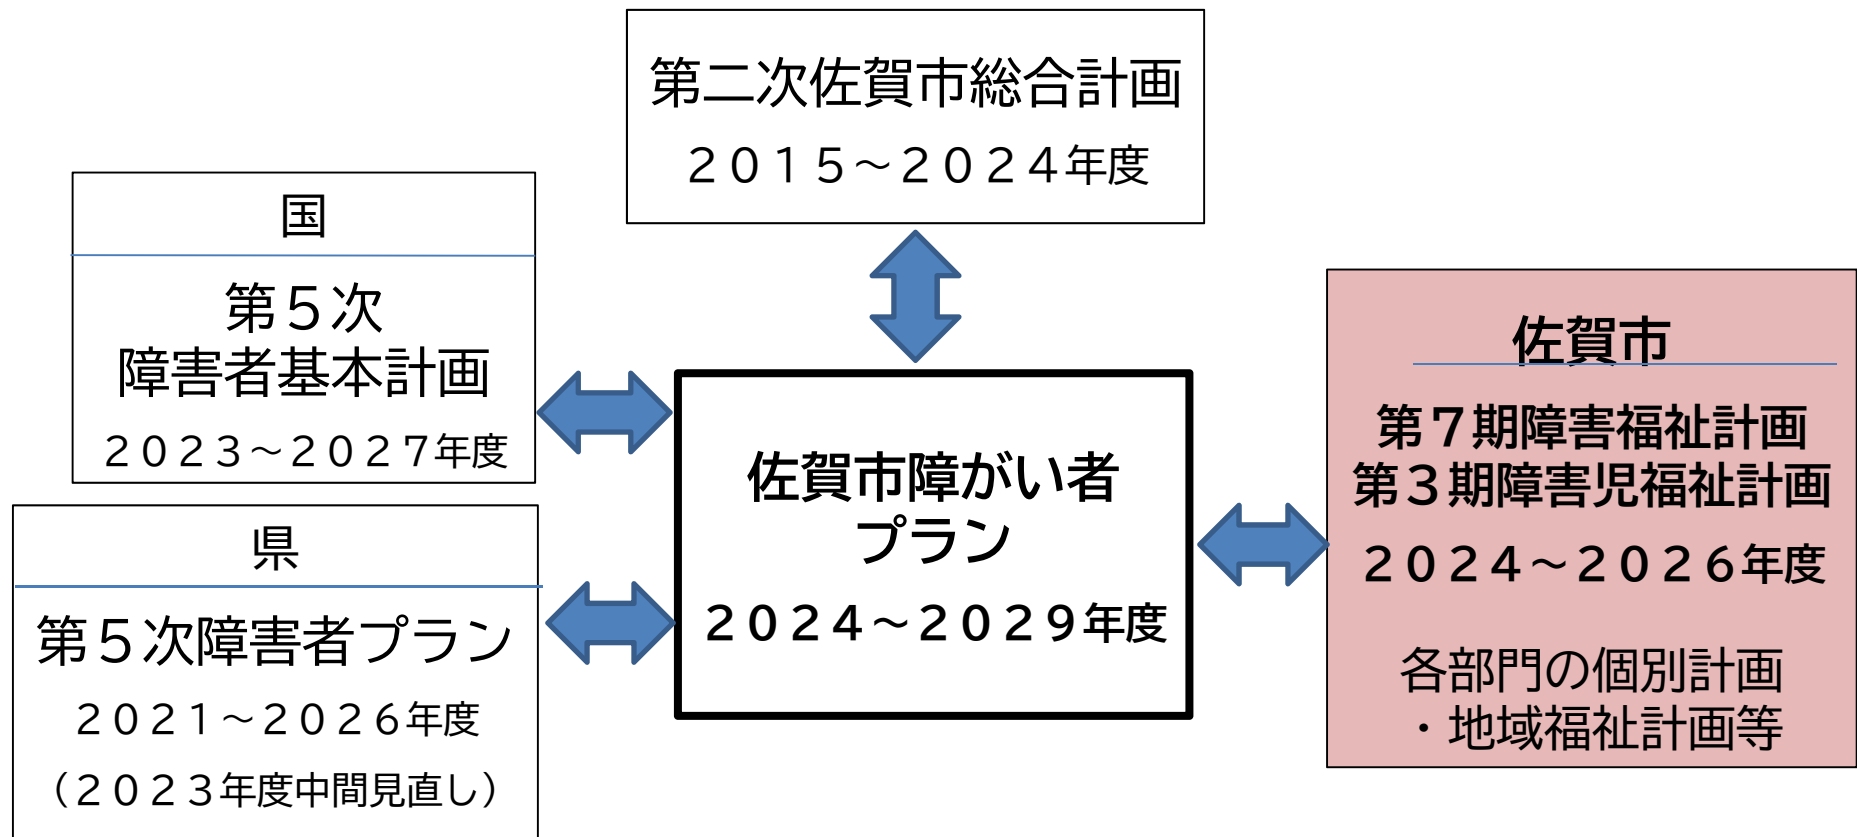 第二次佐賀市総合計画
２０１５～２０２４年度
国
第５次
障害者基本計画
２０２３～２０２７年度
県
第５次障害者プラン
２０２１～２０２６年度
（２０２３年度中間見直し）
佐賀市障がい者
プラン
２０２４～２０２９年度
佐賀市
第７期障害福祉計画
第３期障害児福祉計画
２０２４～２０２６年度
各部門の個別計画
・地域福祉計画等